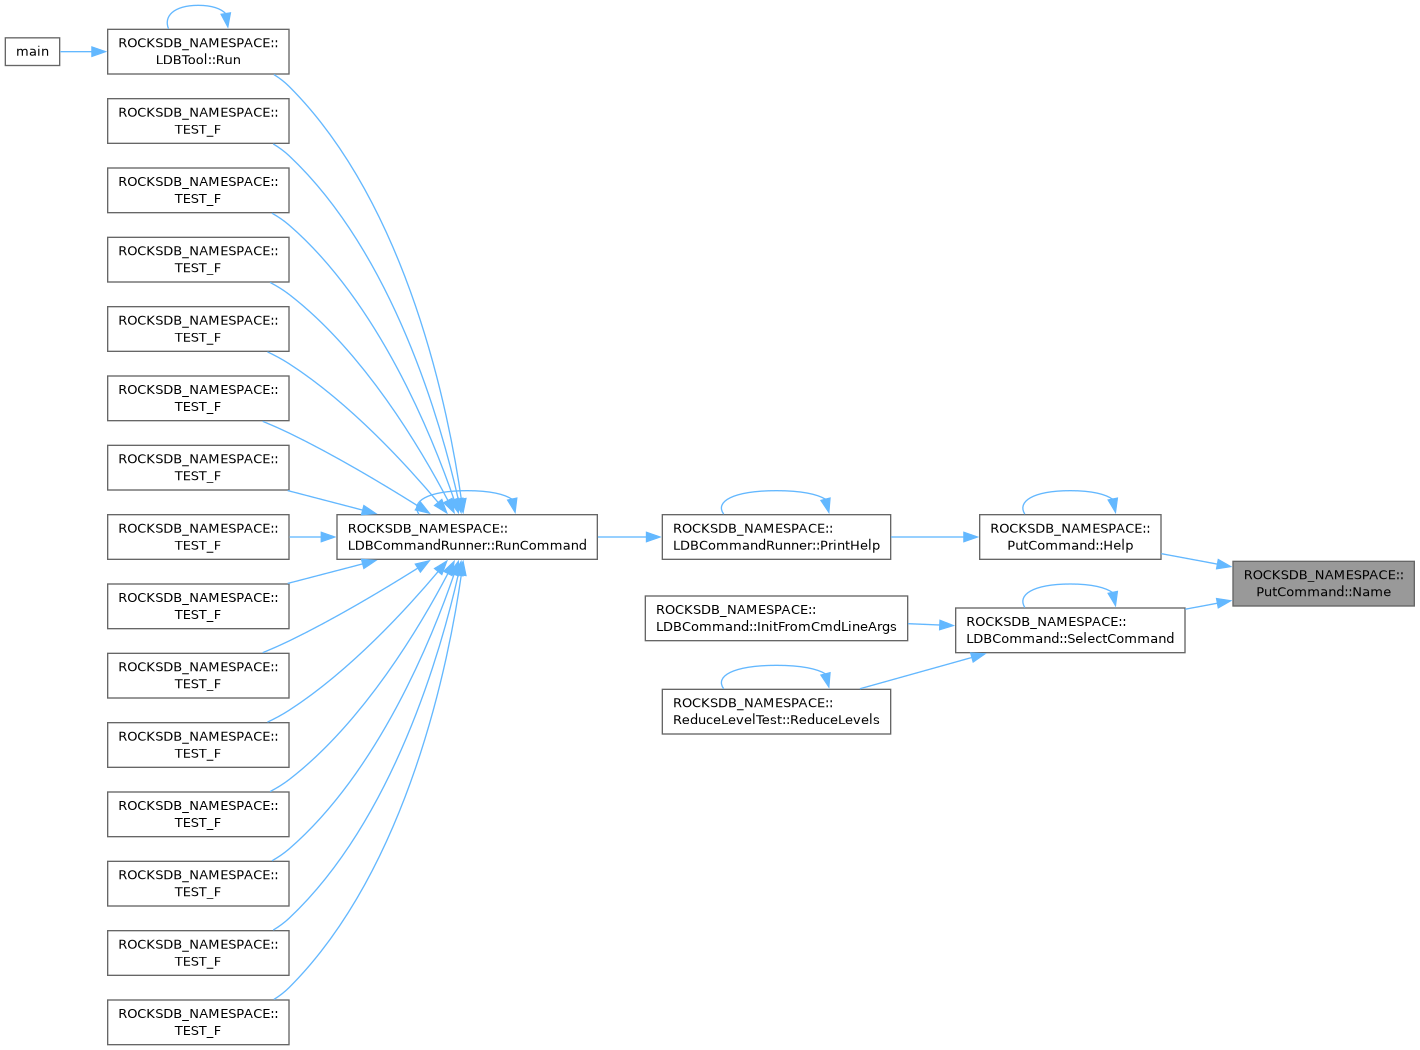 main
ROCKSDB_NAMESPACE::
LDBTool::Run
ROCKSDB_NAMESPACE::
TEST_F
ROCKSDB_NAMESPACE::
TEST_F
ROCKSDB_NAMESPACE::
TEST_F
ROCKSDB_NAMESPACE::
TEST_F
ROCKSDB_NAMESPACE::
TEST_F
ROCKSDB_NAMESPACE::
TEST_F
ROCKSDB_NAMESPACE::
TEST_F
ROCKSDB_NAMESPACE::
TEST_F
ROCKSDB_NAMESPACE::
TEST_F
ROCKSDB_NAMESPACE::
TEST_F
ROCKSDB_NAMESPACE::
TEST_F
ROCKSDB_NAMESPACE::
TEST_F
ROCKSDB_NAMESPACE::
TEST_F
ROCKSDB_NAMESPACE::
TEST_F
ROCKSDB_NAMESPACE::
LDBCommandRunner::RunCommand
ROCKSDB_NAMESPACE::
LDBCommandRunner::PrintHelp
ROCKSDB_NAMESPACE::
LDBCommand::InitFromCmdLineArgs
ROCKSDB_NAMESPACE::
ReduceLevelTest::ReduceLevels
ROCKSDB_NAMESPACE::
PutCommand::Help
ROCKSDB_NAMESPACE::
LDBCommand::SelectCommand
ROCKSDB_NAMESPACE::
PutCommand::Name